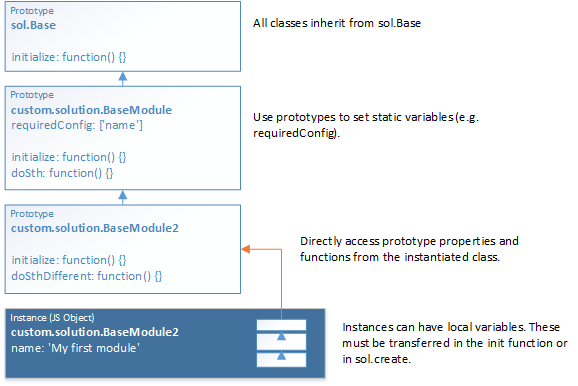 Prototype
sol.Base
initialize: function() {}
All classes inherit from sol.Base
Prototype
custom.solution.BaseModule
requiredConfig: ['name']
initialize: function() {}
doSth: function() {}
Use prototypes to set static variables (e.g.
requiredConfig).
Prototype
custom.solution.BaseModule2
initialize: function() {}
doSthDifferent: function() {}
Directly access prototype properties and
functions from the instantiated class.
Instance (JS Object)
custom.solution.BaseModule2
name: 'My first module'
Instances can have local variables. These
must be transferred in the init function or
in sol.create.